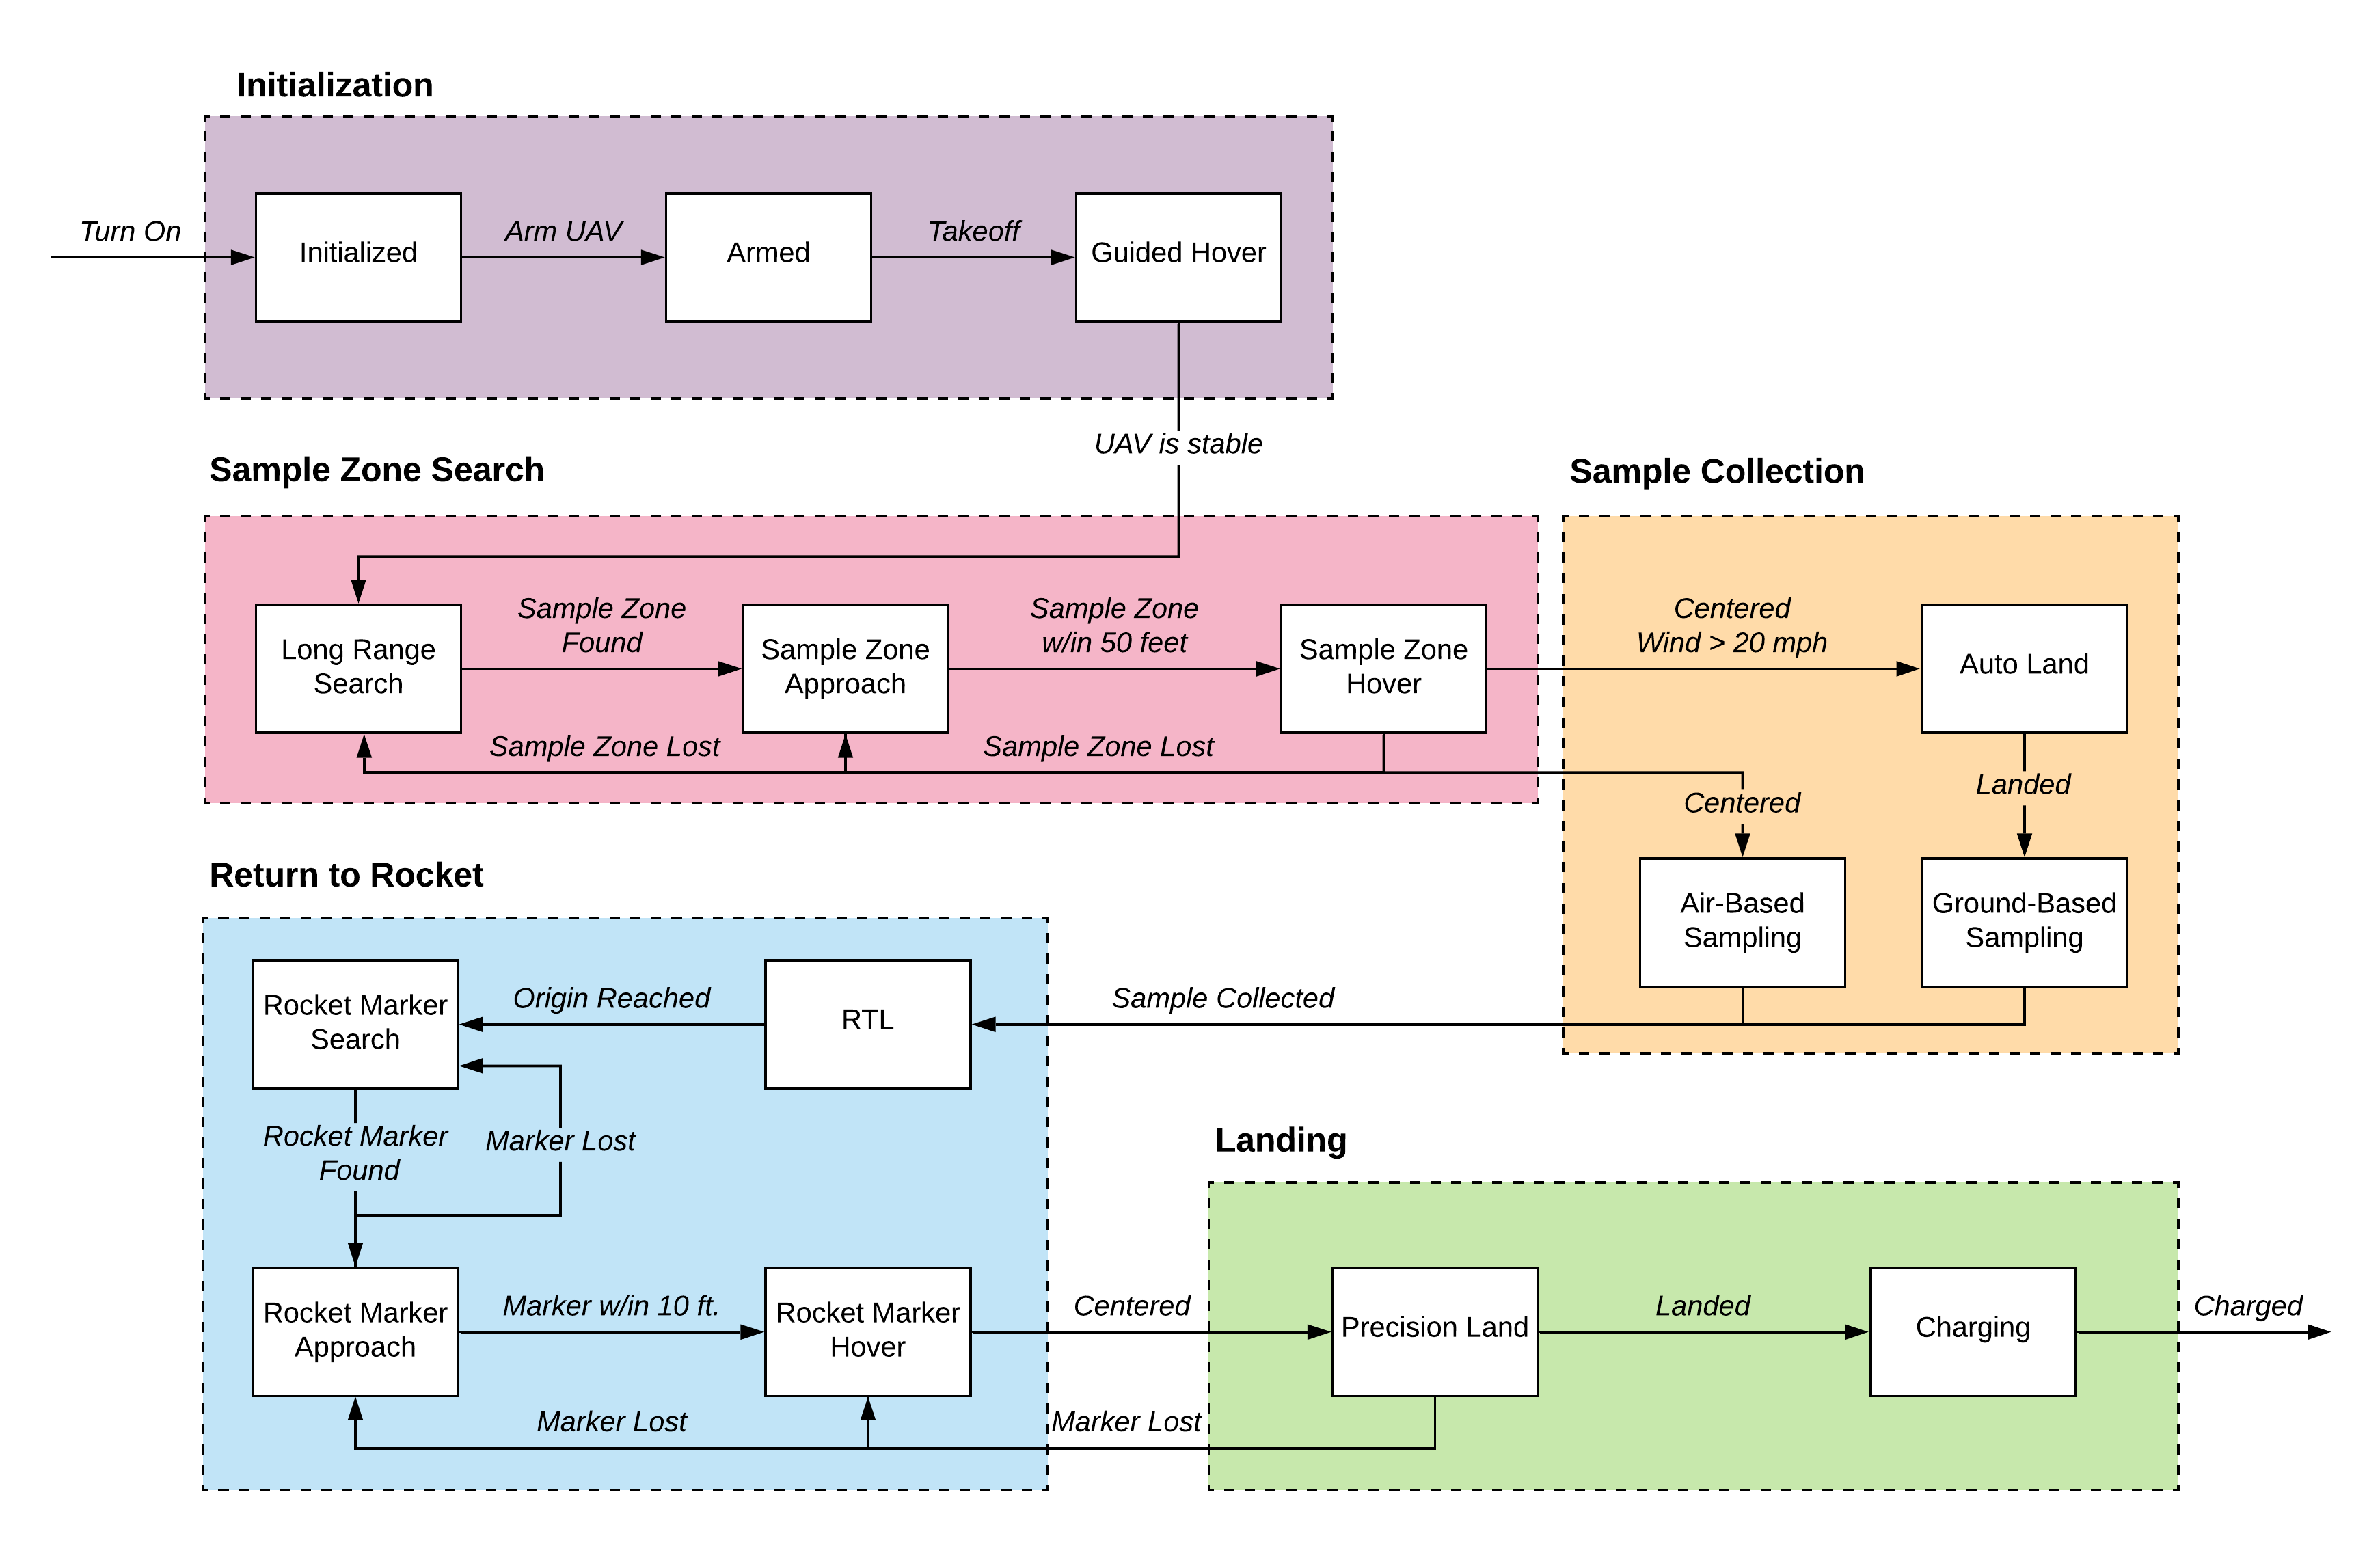 Initialization
Turn On
Initialized
Arm UAV
Armed
Takeoff
Guided Hover
UAV is stable
Sample Zone Search
Long Range
Search
Sample Zone
Found
Sample Zone
Approach
Sample Zone
w/in 50 feet
Sample Zone
Hover
Sample Zone Lost
Sample Zone Lost
Sample Collection
Centered
Wind > 20 mph
Auto Land
Landed
Centered
Air-Based
Sampling
Ground-Based
Sampling
Sample Collected
Return to Rocket
RTL
Origin Reached
Rocket Marker
Search
Rocket Marker
Found
Marker Lost
Rocket Marker
Approach
Marker w/in 10 ft.
Rocket Marker
Hover
Centered
Marker Lost
Marker Lost
Landing
Precision Land
Landed
Charging
Charged